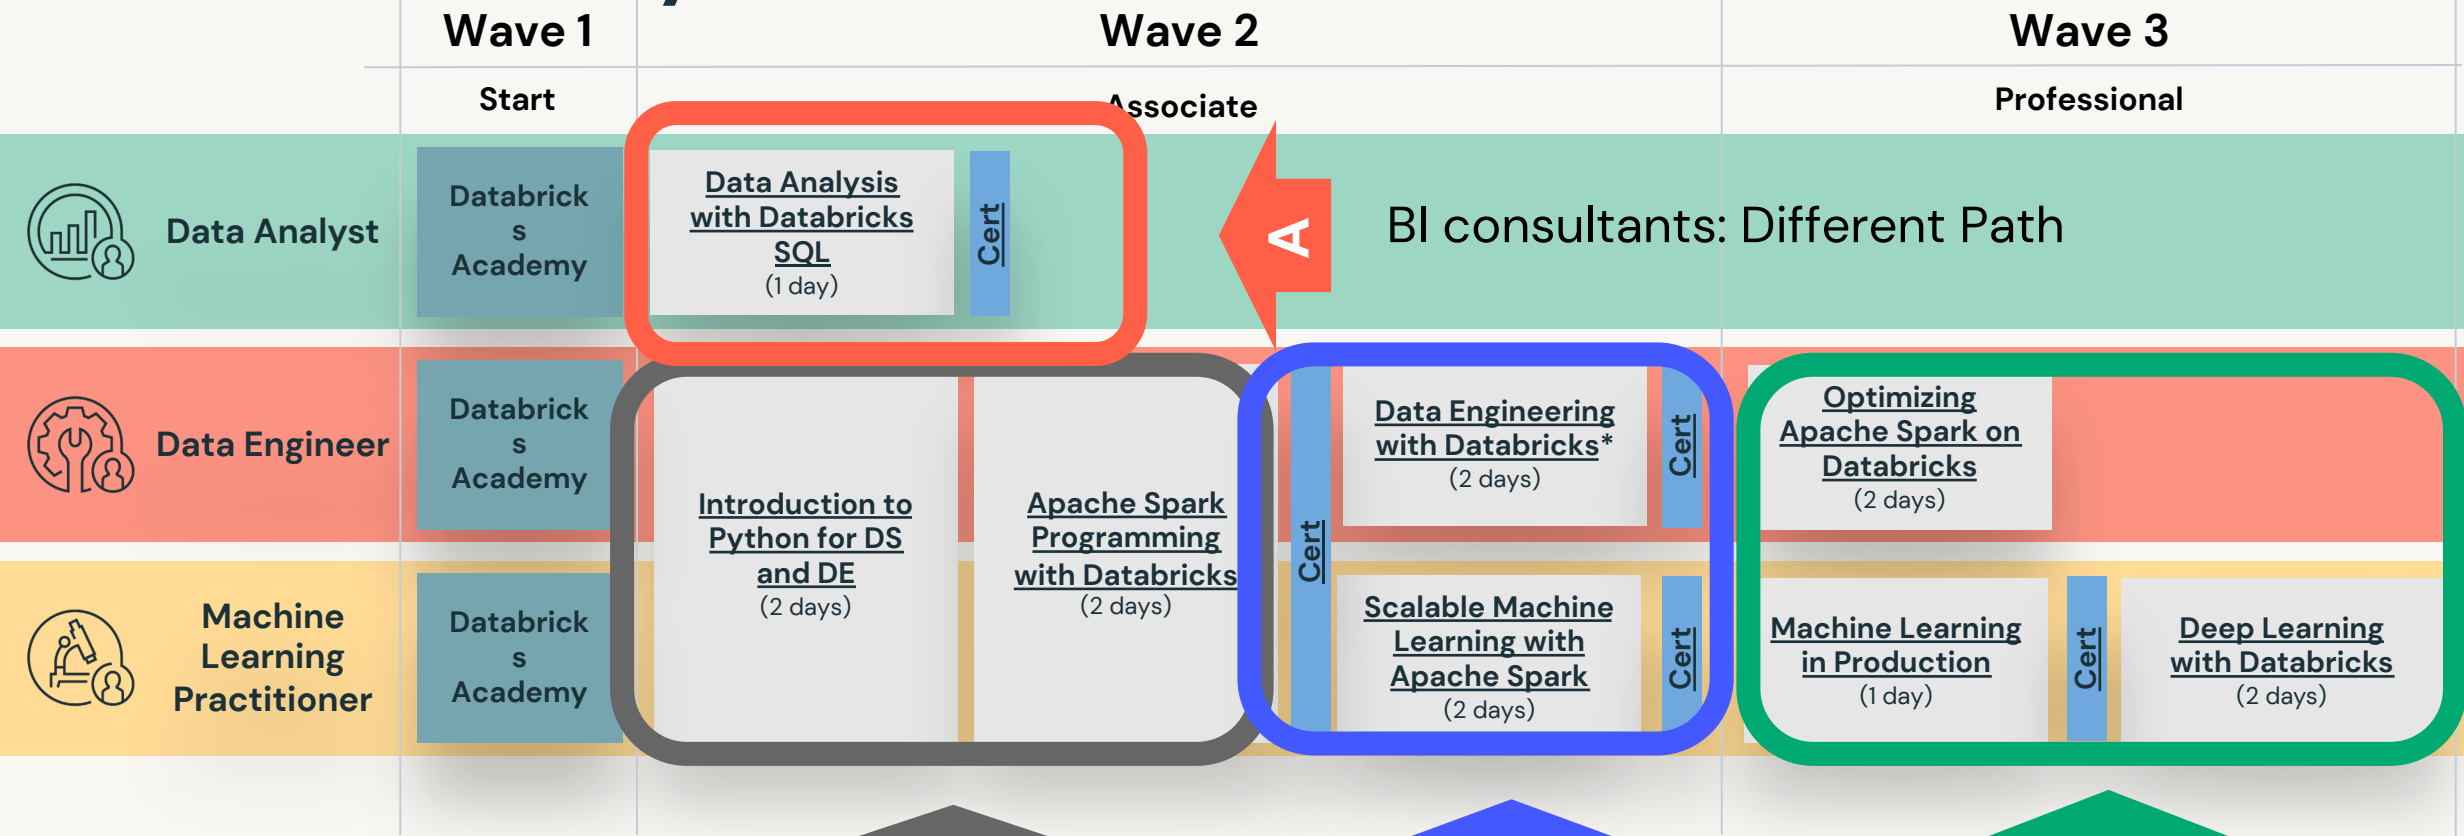 Wave 1
Wave 2
Wave 3
Start
Associate
Professional
Data Analyst
Databrick
s
Academy
Data Analysis
with Databricks
SQL
(1 day)
Cert
A
BI consultants: Different Path
Data Engineer
Databrick
s
Academy
Introduction to
Python for DS
and DE
(2 days)
Apache Spark
Programming
with Databricks
(2 days)
Cert
Data Engineering
with Databricks*
(2 days)
Cert
Optimizing
Apache Spark on
Databricks
(2 days)
Machine
Learning
Practitioner
Databrick
s
Academy
Scalable Machine
Learning with
Apache Spark
(2 days)
Cert
Machine Learning
in Production
(1 day)
Cert
Deep Learning
with Databricks
(2 days)